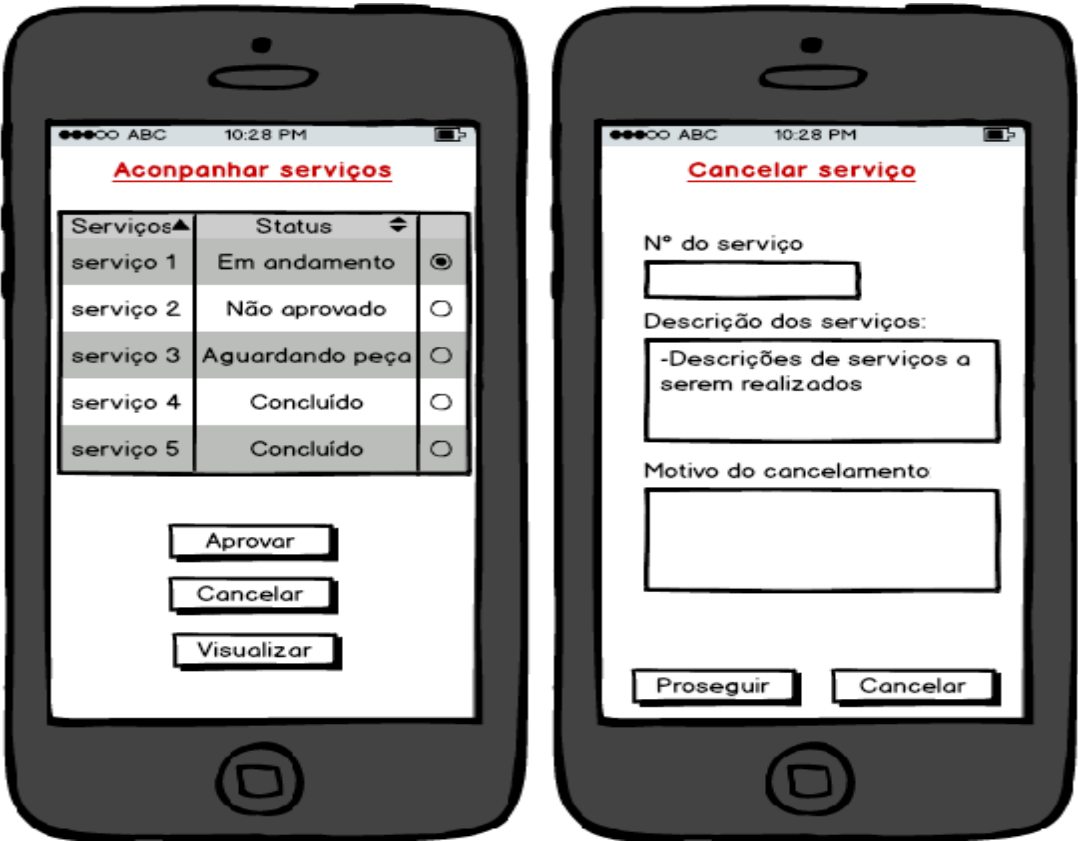 ABC 10:28 PM
Aconpanhar serviços
Serviços Status
serviço 1 Em andamento
serviço 2 Não aprovado
serviço 3 Aguardando peça
serviço 4 Concluído
serviço 5 Concluído
Aprovar
Cancelar
Visualizar
ABC 10:28 PM
Cancelar serviço
N° do serviço
Descrição dos serviços:
-Descrições de serviços a
serem realizados
Motivo do cancelamento
Proseguir Cancelar